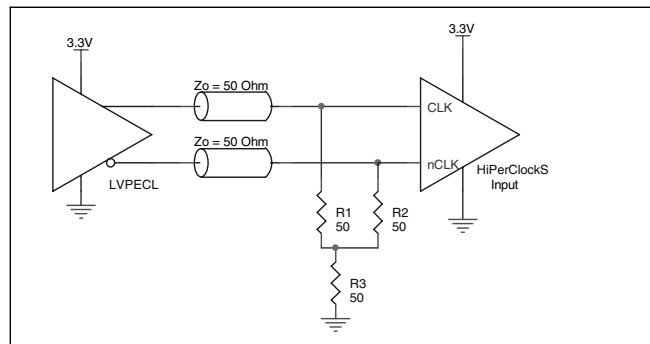 3.3V
3.3V
Zo = 50 Ohm
CLK
Zo = 50 Ohm
nCLK
LVPECL
HiPerClockS
Input
R1
50
R2
50
R3
50